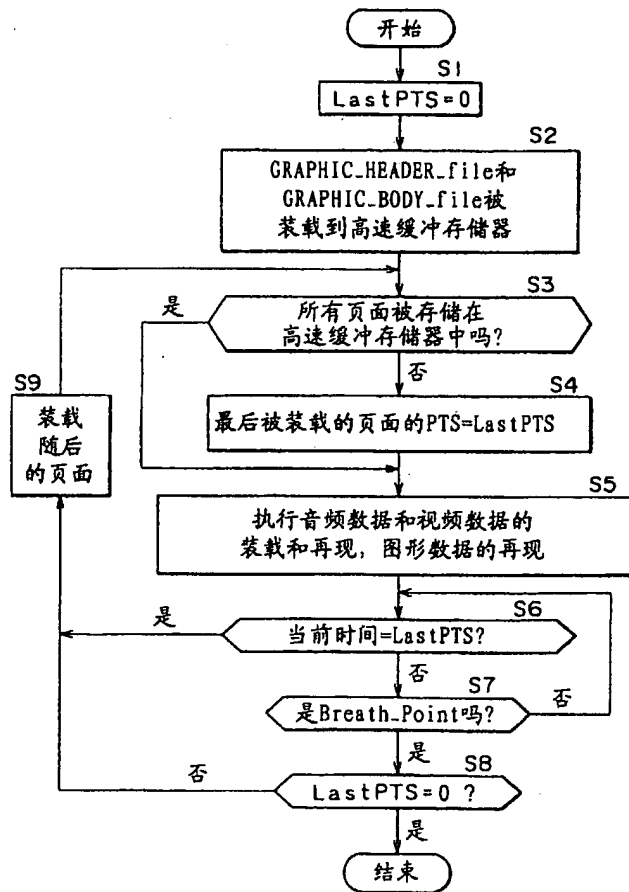 开始
S1
LastPTS=0
S2
GRAPHIC_HEADER_file和
GRAPHIC_BODY_file被
装载到高速缓冲存储器
S3
是
所有页面被存储在
高速缓冲存储器中吗?
否
S9
S4
装载
随后
的页面
最后被装载的页面的PTS=LastPTS
S5
执行音频数据和视频数据的
装载和再现, 图形数据的再现
S6
是
当前时间=LastPTS?
否
S7
是Breath_Point吗?
否
是
S8
否
LastPTS=0 ?
是
结束